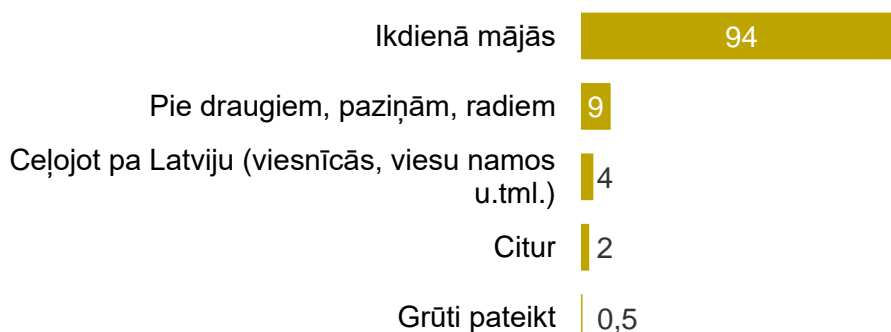 Ikdienā mājās 94
Pie draugiem, paziņām, radiem 9
Ceļojot pa Latviju (viesnīcās, viesu namos
u.tml.) 4
Citur 2
Grūti pateikt 0,5